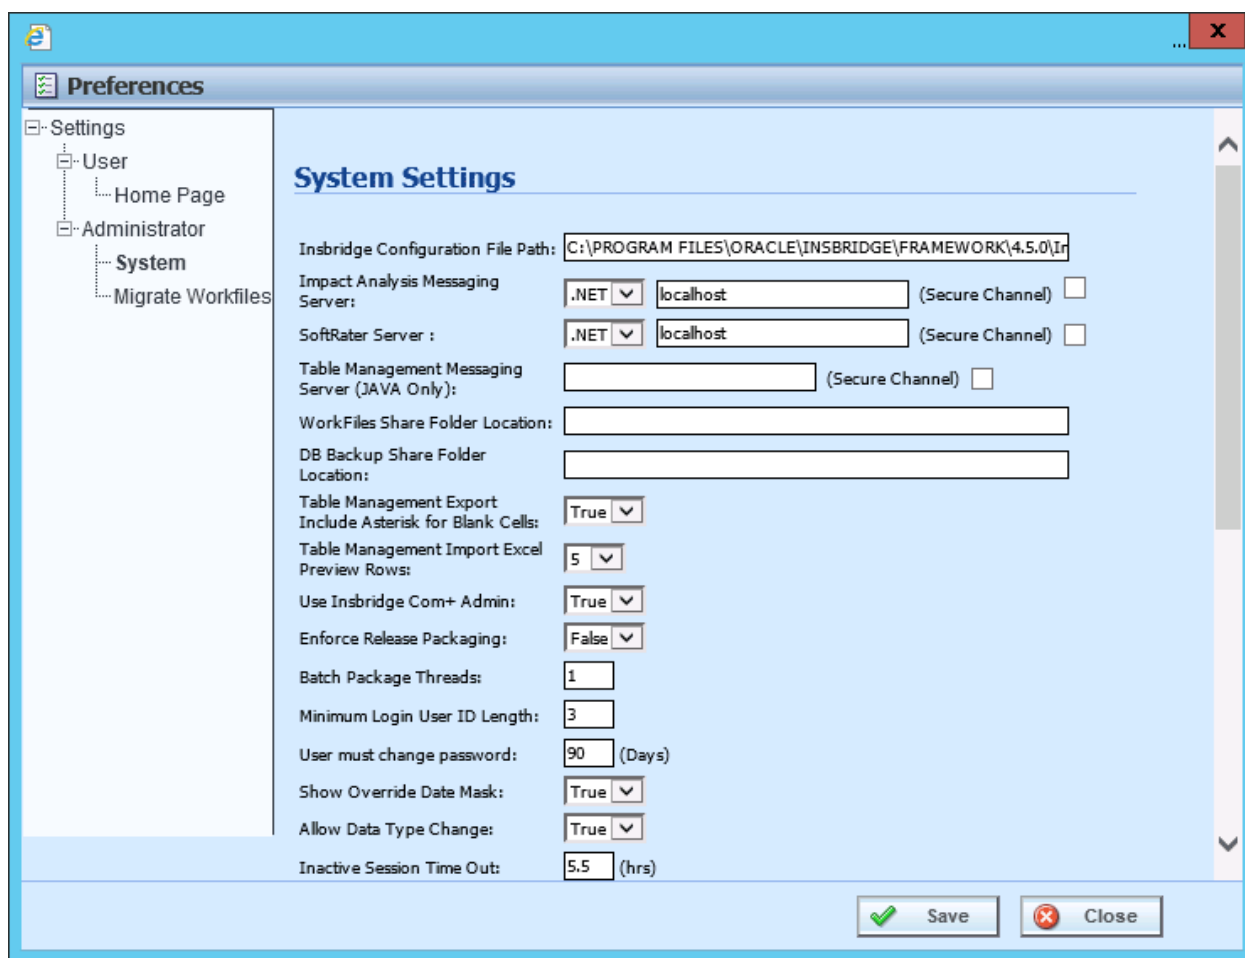 ...
X
Preferences
Settings
User
Home Page
Administrator
System
Migrate Workfiles
System Settings
Insbridge Configuration File Path: C:\PROGRAM FILES\ORACLE\INSBRIDGE\FRAMEWORK\4.5.0\In
Impact Analysis Messaging
Server: .NET localhost (Secure Channel)
SoftRater Server : .NET localhost (Secure Channel)
Table Management Messaging
Server (JAVA Only): (Secure Channel)
WorkFiles Share Folder Location:
DB Backup Share Folder
Location:
Table Management Export
Include Asterisk for Blank Cells: True
Table Management Import Excel
Preview Rows: 5
Use Insbridge Com+ Admin: True
Enforce Release Packaging: False
Batch Package Threads: 1
Minimum Login User ID Length: 3
User must change password: 90 (Days)
Show Override Date Mask: True
Allow Data Type Change: True
Inactive Session Time Out: 5.5 (hrs)
Save
Close